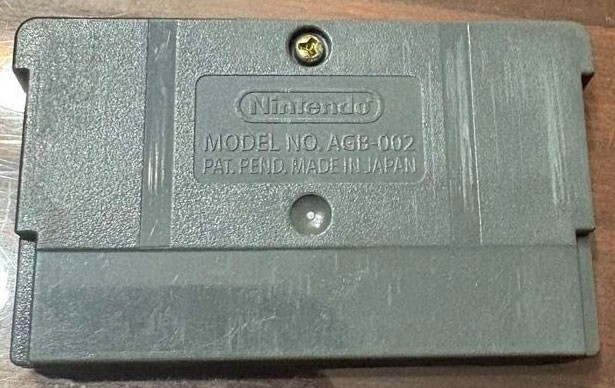 Nintendo
MODEL NO. AGB-002
PAT. PEND. MADE IN JAPAN